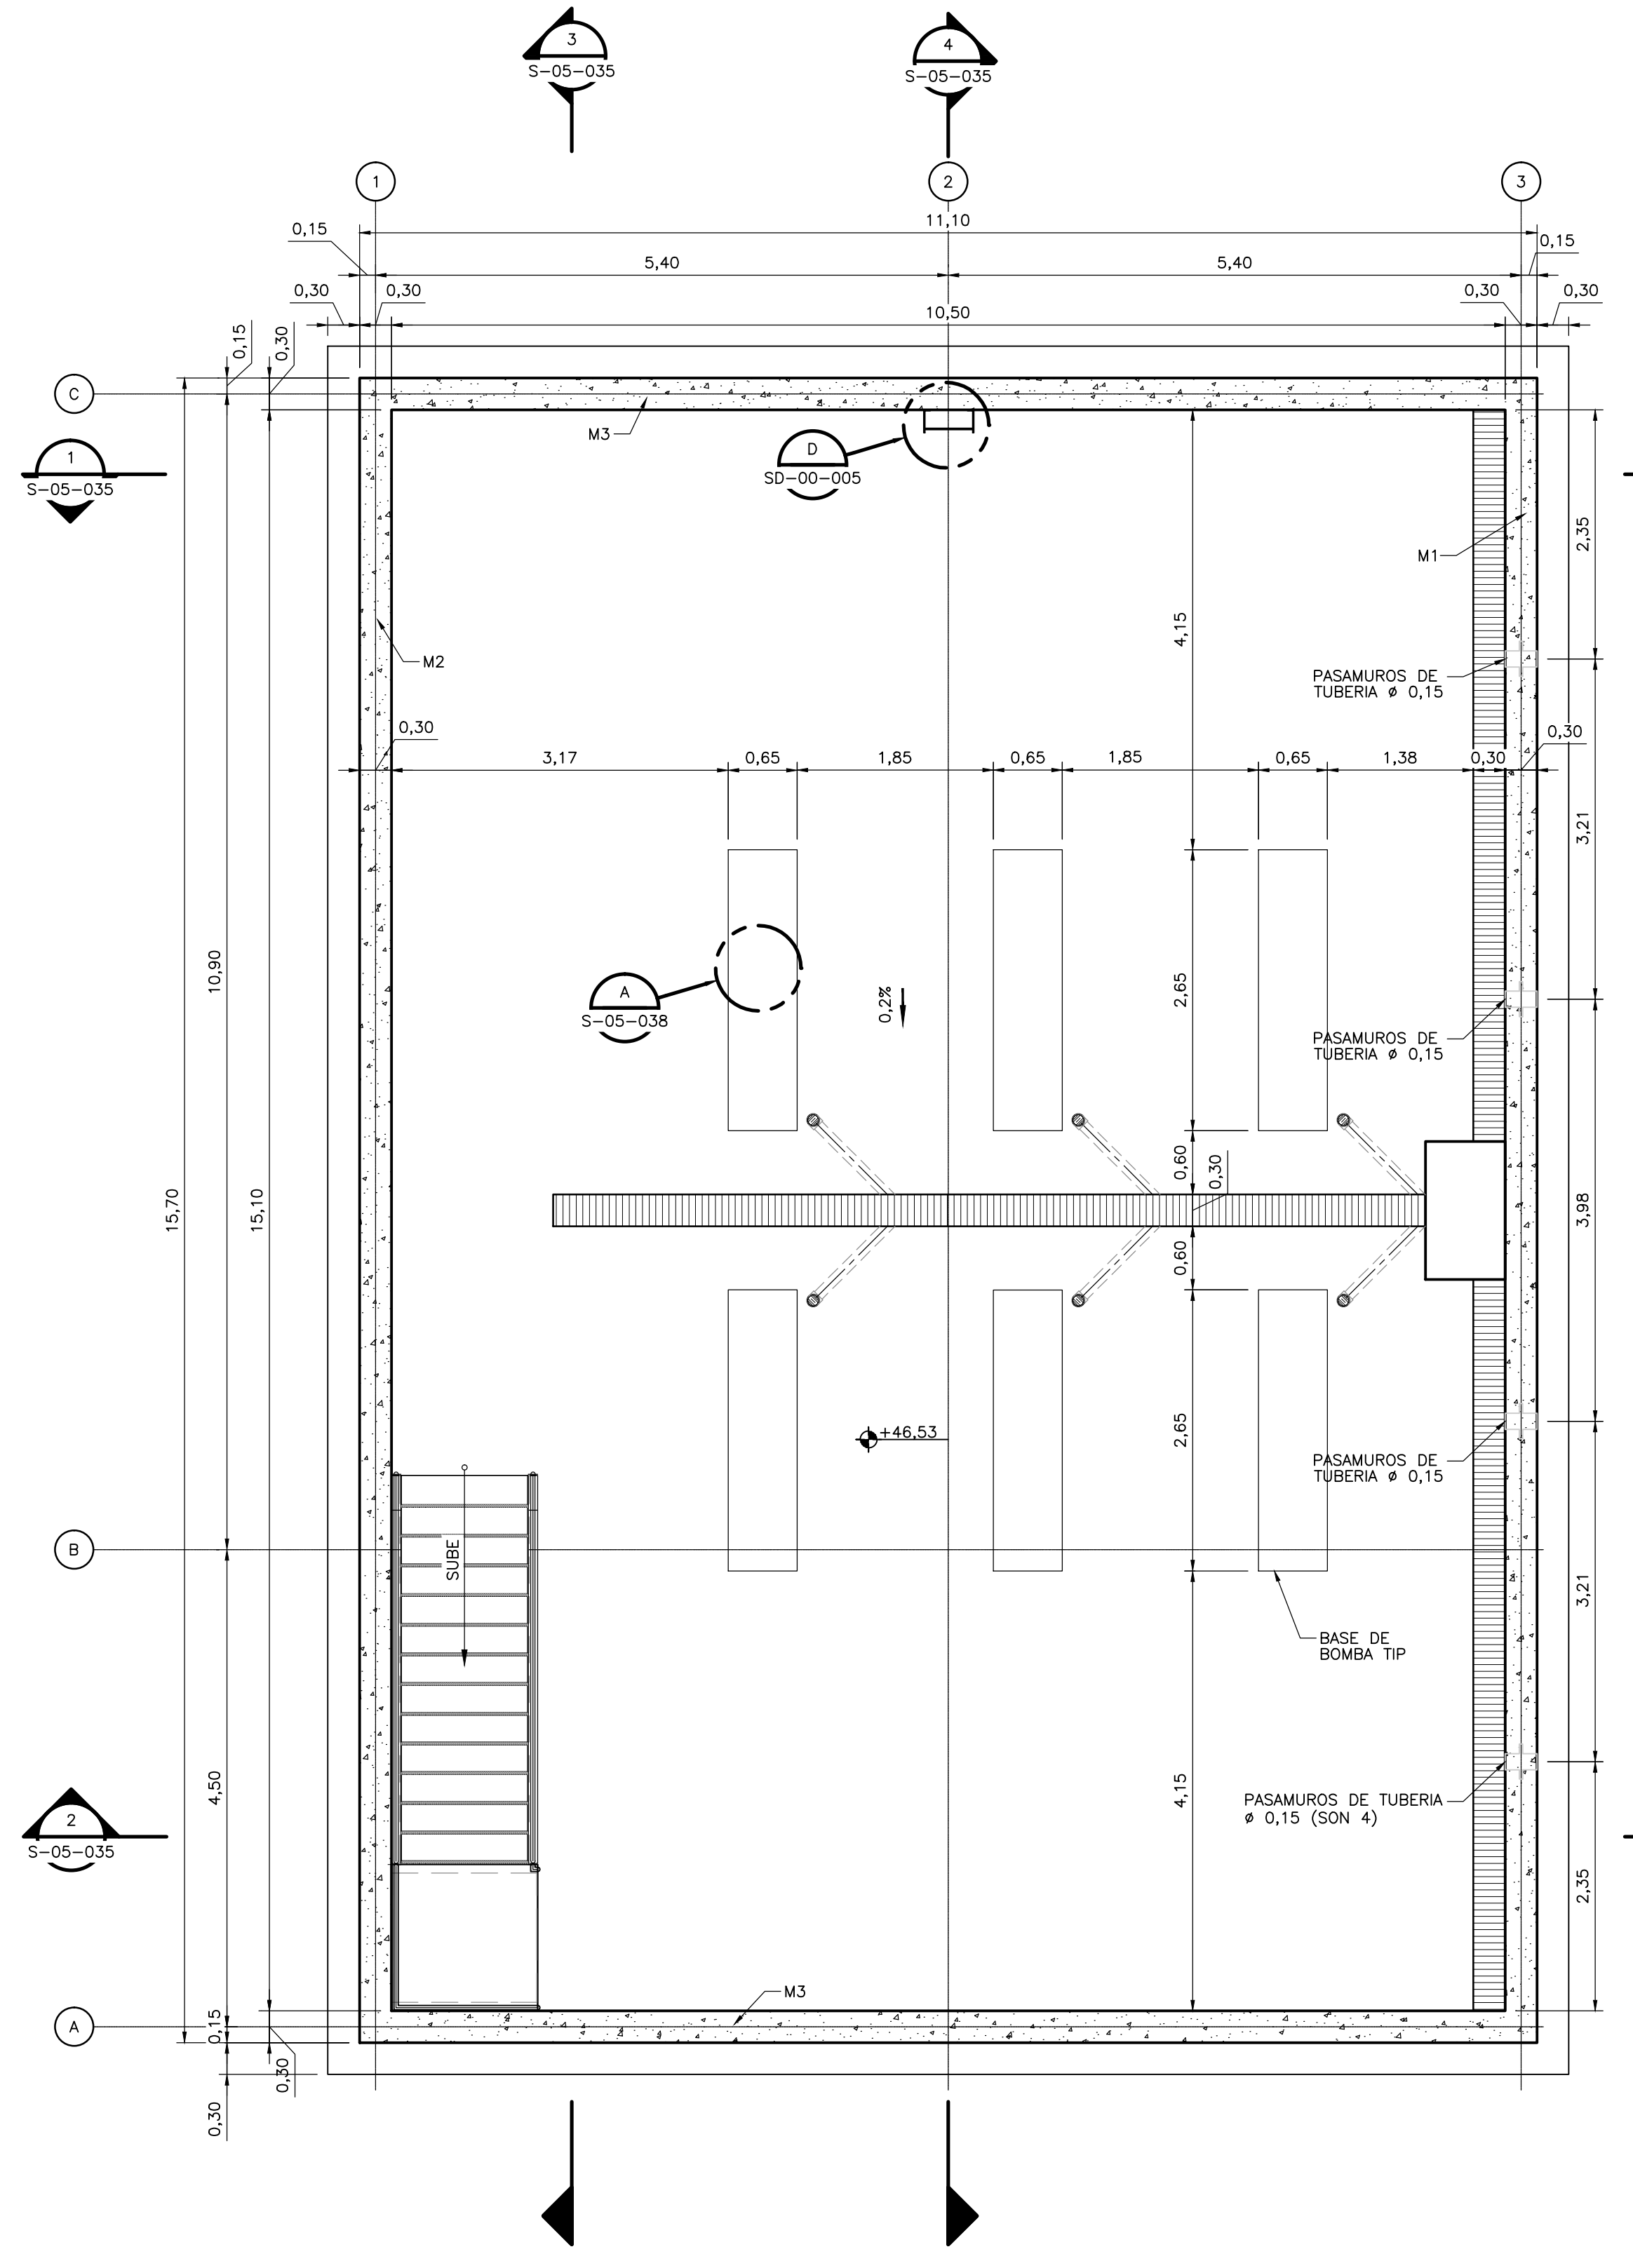 3
S-05-035
4
S-05-035
1
2
3
11,10
0,15
0,15
5,40
5,40
0,30
0,30
10,50
0,30
0,30
0,15
0,30
C
M3
D
SD-00-005
1
S-05-035
2,35
M1
4,15
M2
PASAMUROS DE
TUBERIA ø 0,15
0,30
0,30
3,17
0,65
1,85
0,65
1,85
0,65
1,38
0,30
3,21
10,90
A
S-05-038
0,2%
2,65
PASAMUROS DE
TUBERIA ø 0,15
0,60
0,30
15,70
15,10
3,98
0,60
+46,53
2,65
PASAMUROS DE
TUBERIA ø 0,15
B
SUBE
3,21
BASE DE
BOMBA TIP
4,50
4,15
PASAMUROS DE TUBERIA
ø 0,15 (SON 4)
2
S-05-035
2,35
M3
A
0,15
0,30
0,30